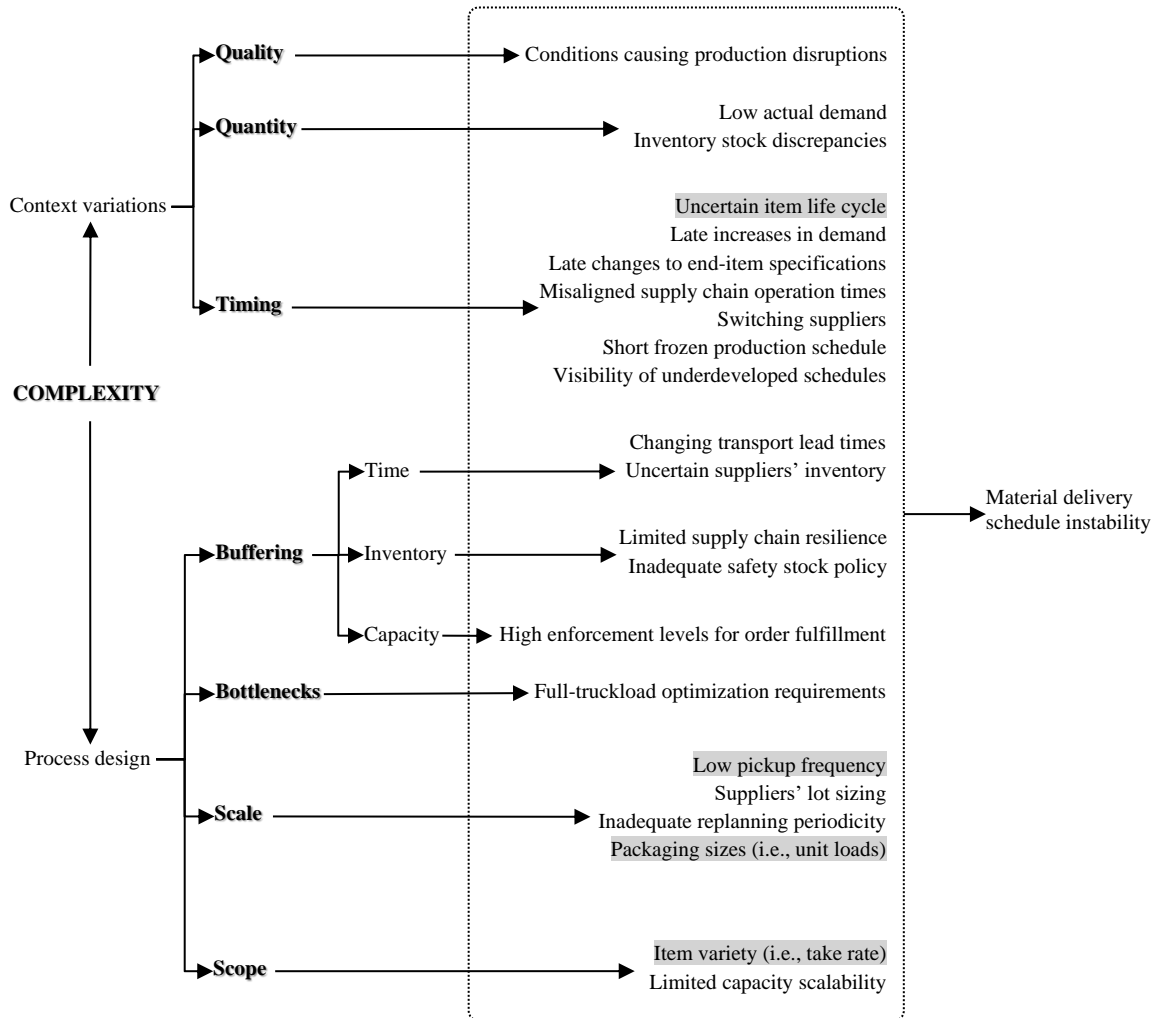 Quality
Conditions causing production disruptions
Quantity
Low actual demand
Inventory stock discrepancies
Context variations
Uncertain item life cycle
Late increases in demand
Late changes to end-item specifications
Timing
Misaligned supply chain operation times
Switching suppliers
Short frozen production schedule
Visibility of underdeveloped schedules
COMPLEXITY
Changing transport lead times
Time
Uncertain suppliers’ inventory
Material delivery
schedule instability
Buffering
Inventory
Limited supply chain resilience
Inadequate safety stock policy
Capacity
High enforcement levels for order fulfillment
Bottlenecks
Full-truckload optimization requirements
Process design
Low pickup frequency
Suppliers’ lot sizing
Scale
Inadequate replanning periodicity
Packaging sizes (i.e., unit loads)
Item variety (i.e., take rate)
Scope
Limited capacity scalability